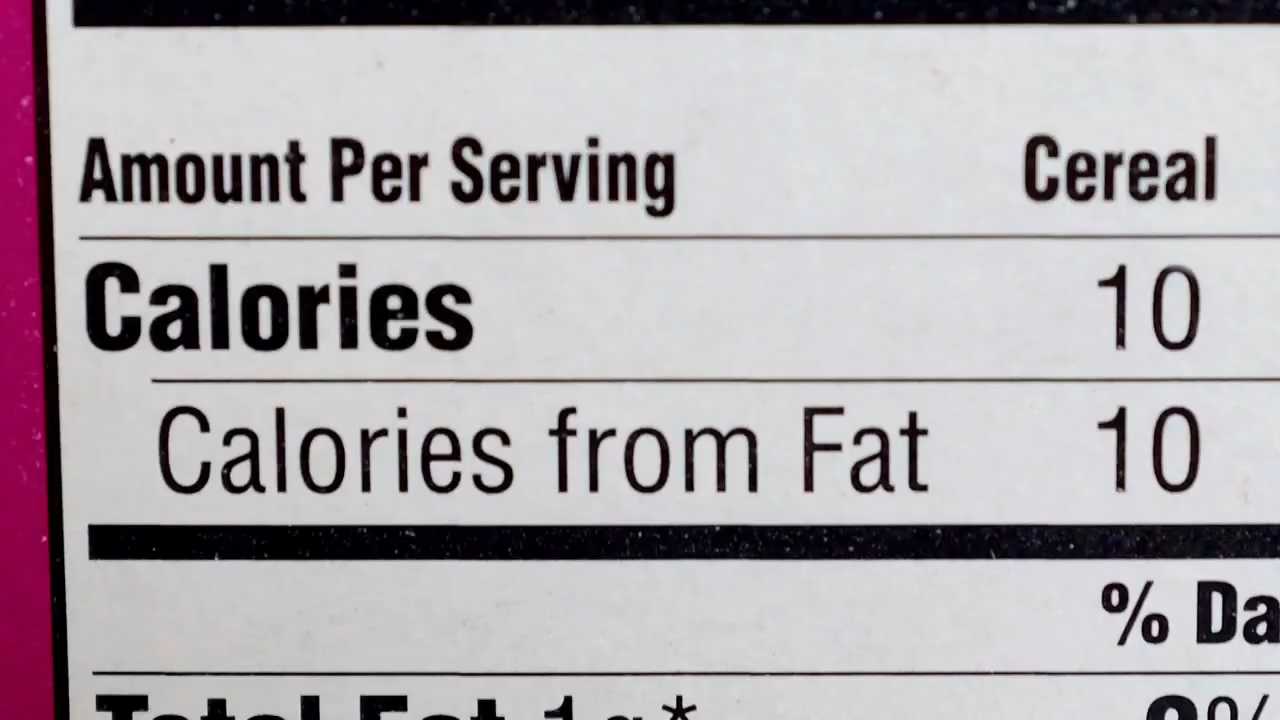 Amount Per Serving Cereal
Calories 10
Calories from Fat 10
% Da
Total Fat 1g*